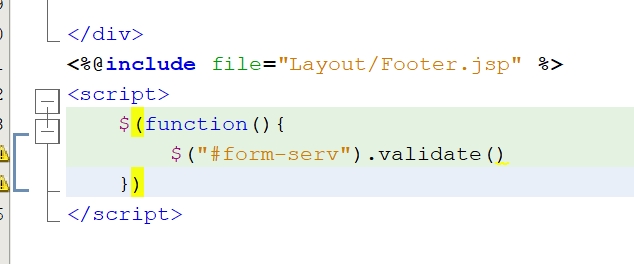 </div>
<%@include file="Layout/Footer.jsp" %>
<script>
$(function(){
$("#form-serv").validate()
})
</script>